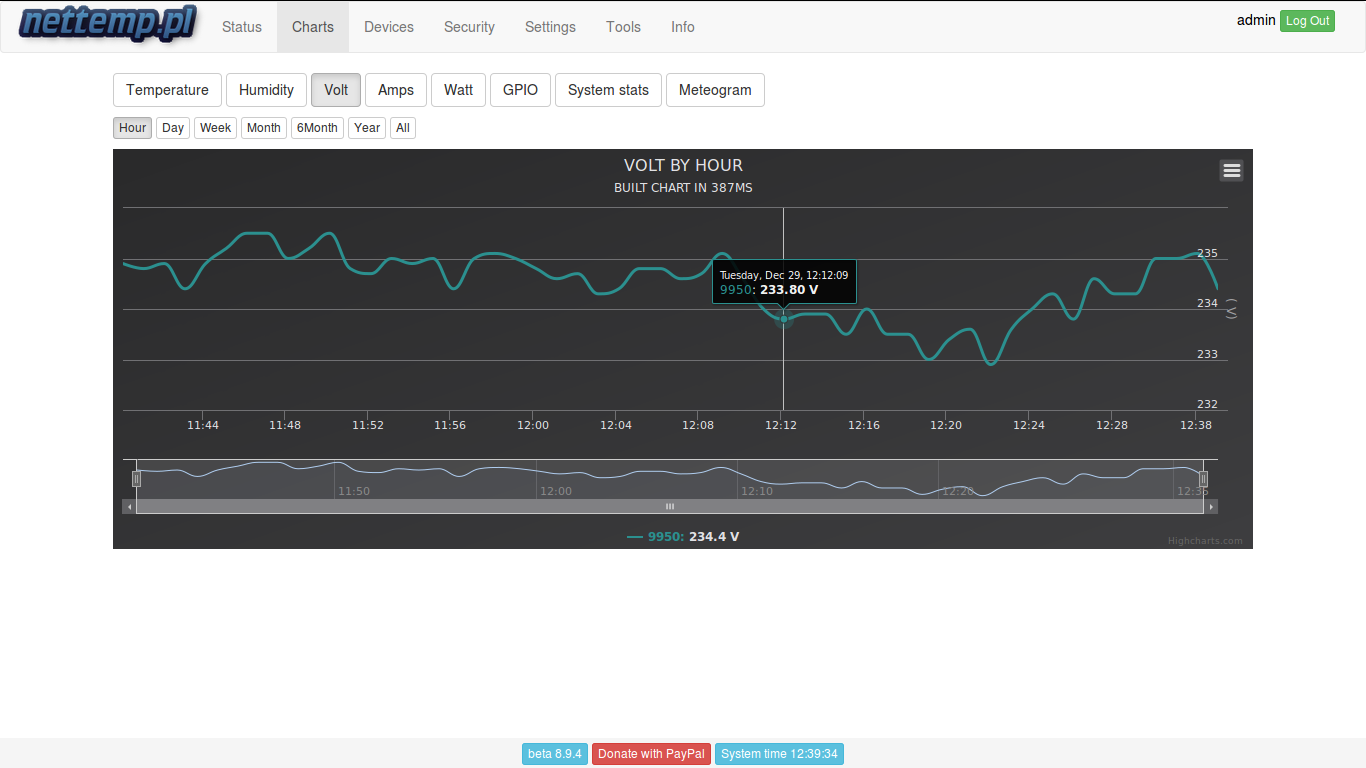 nettemp.pl Status Charts Devices Security Settings Tools Info admin Log Out
Temperature Humidity Volt Amps Watt GPIO System stats Meteogram
Hour Day Week Month 6Month Year All
VOLT BY HOUR
BUILT CHART IN 387MS
235
Tuesday, Dec 29, 12:12:09
9950: 233.80 V
234
( V)
233
232
11:44 11:48 11:52 11:56 12:00 12:04 12:08 12:12 12:16 12:20 12:24 12:28 12:38
11:50 12:00 12:10 12:20 12:35
9950: 234.4 V
Highcharts.com
beta 8.9.4 Donate with PayPal System time 12:39:34